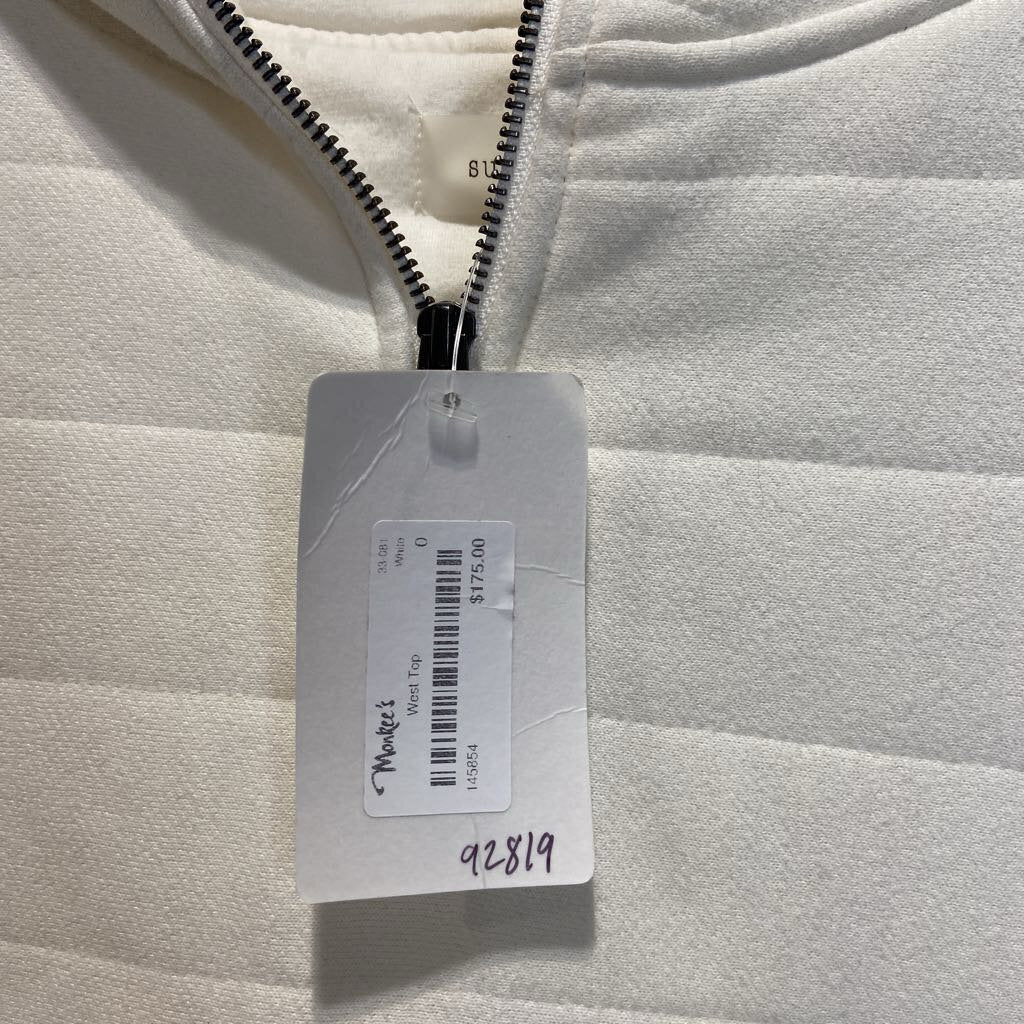 su
33-081
White
0
$175.00
Monkee's
West Top
145854
92819